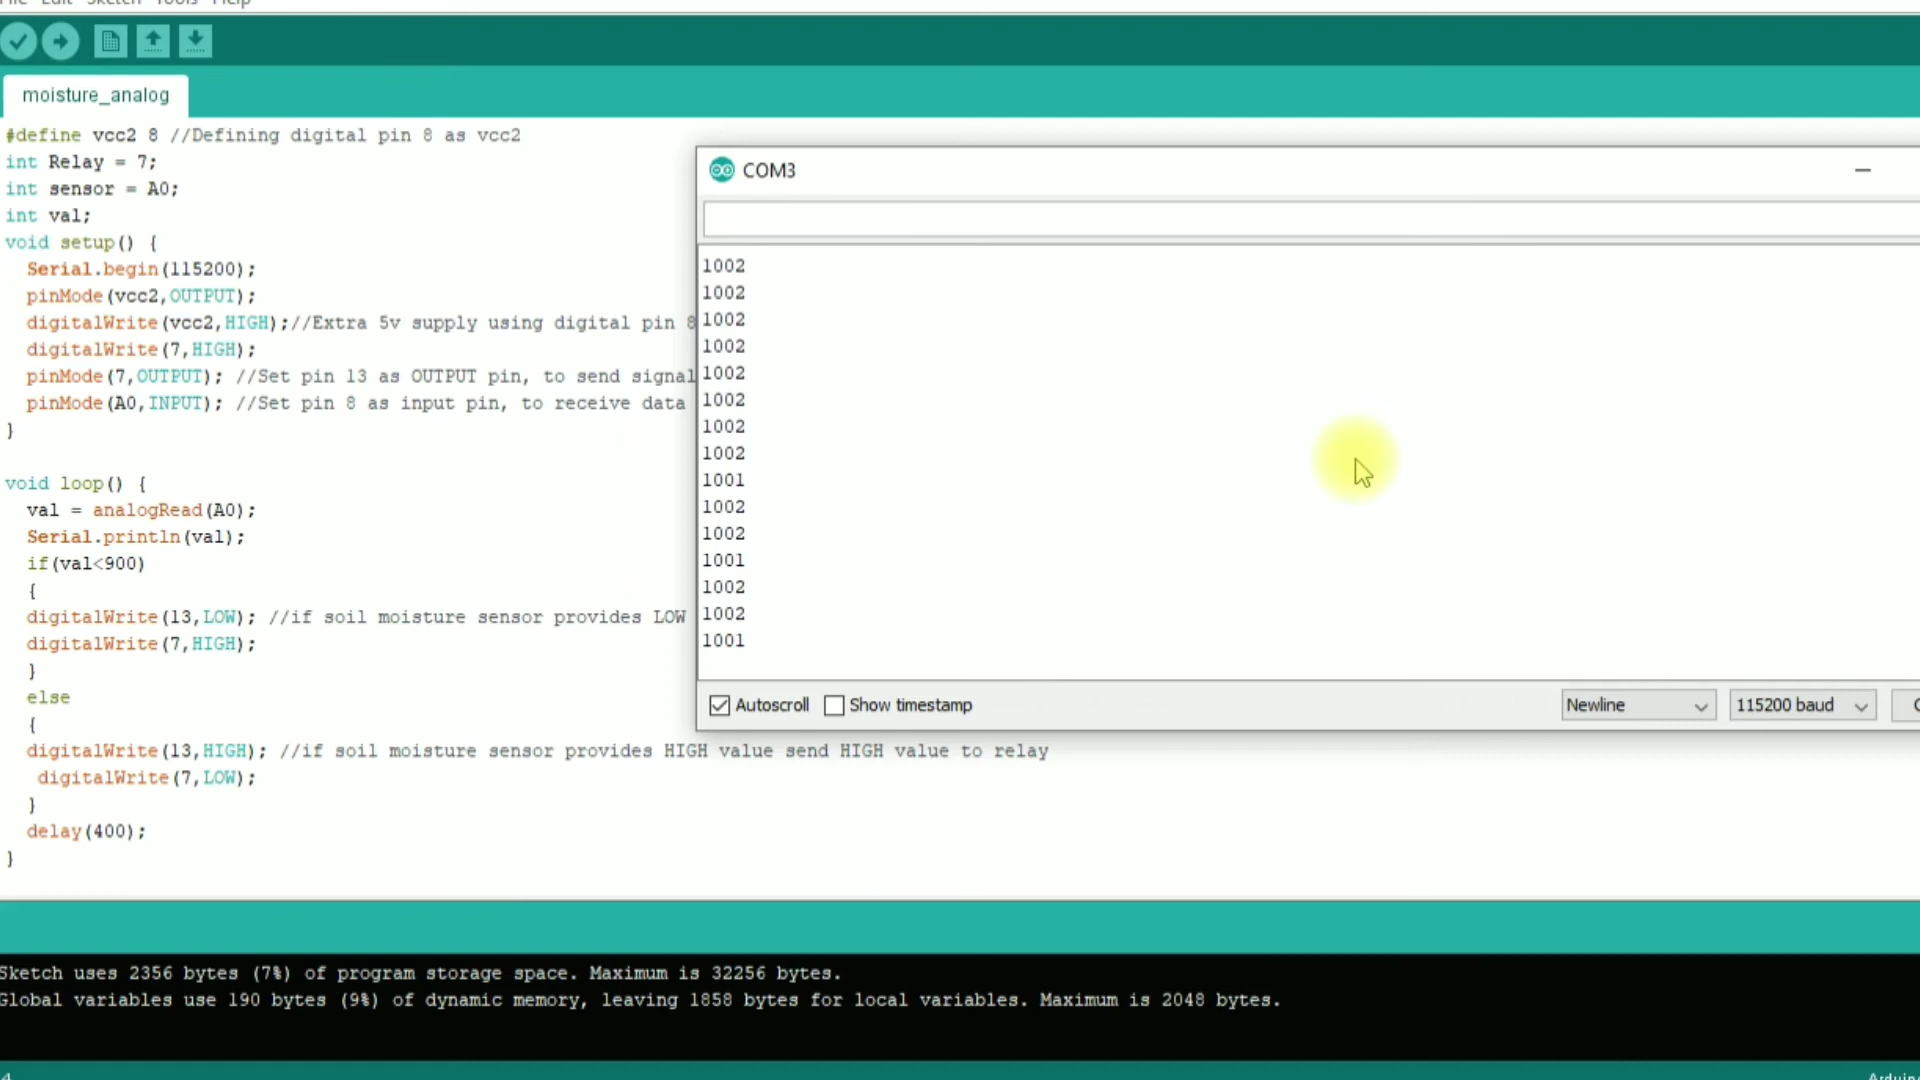 File Edit Sketch Tools Help
moisture_analog
#define vcc2 8 //Defining digital pin 8 as vcc2
int Relay = 7;
int sensor = A0;
int val;
void setup() {
  Serial.begin(115200);
  pinMode(vcc2,OUTPUT);
  digitalWrite(vcc2,HIGH);//Extra 5v supply using digital pin 8
  digitalWrite(7,HIGH);
  pinMode(7,OUTPUT); //Set pin 13 as OUTPUT pin, to send signal
  pinMode(A0,INPUT); //Set pin 8 as input pin, to receive data
}
void loop() {
  val = analogRead(A0);
  Serial.println(val);
  if(val<900)
  {
  digitalWrite(13,LOW); //if soil moisture sensor provides LOW
  digitalWrite(7,HIGH);
  }
  else
  {
  digitalWrite(13,HIGH); //if soil moisture sensor provides HIGH value send HIGH value to relay
   digitalWrite(7,LOW);
  }
  delay(400);
}
COM3
1002
1002
1002
1002
1002
1002
1002
1002
1001
1002
1002
1001
1002
1002
1001
Autoscroll Show timestamp Newline 115200 baud
Sketch uses 2356 bytes (7%) of program storage space. Maximum is 32256 bytes.
Global variables use 190 bytes (9%) of dynamic memory, leaving 1858 bytes for local variables. Maximum is 2048 bytes.